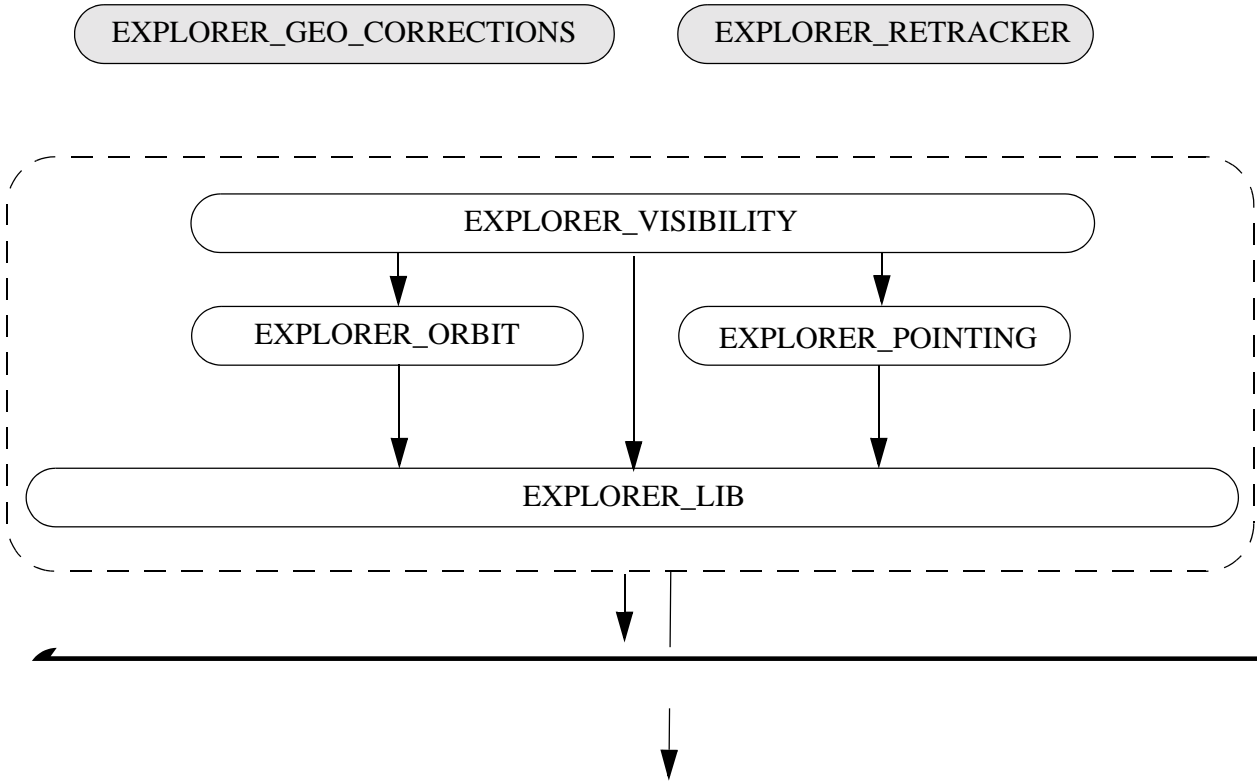 EXPLORER_GEO_CORRECTIONS
EXPLORER_RETRACKER
EXPLORER_VISIBILITY
EXPLORER_ORBIT
EXPLORER_POINTING
EXPLORER_LIB